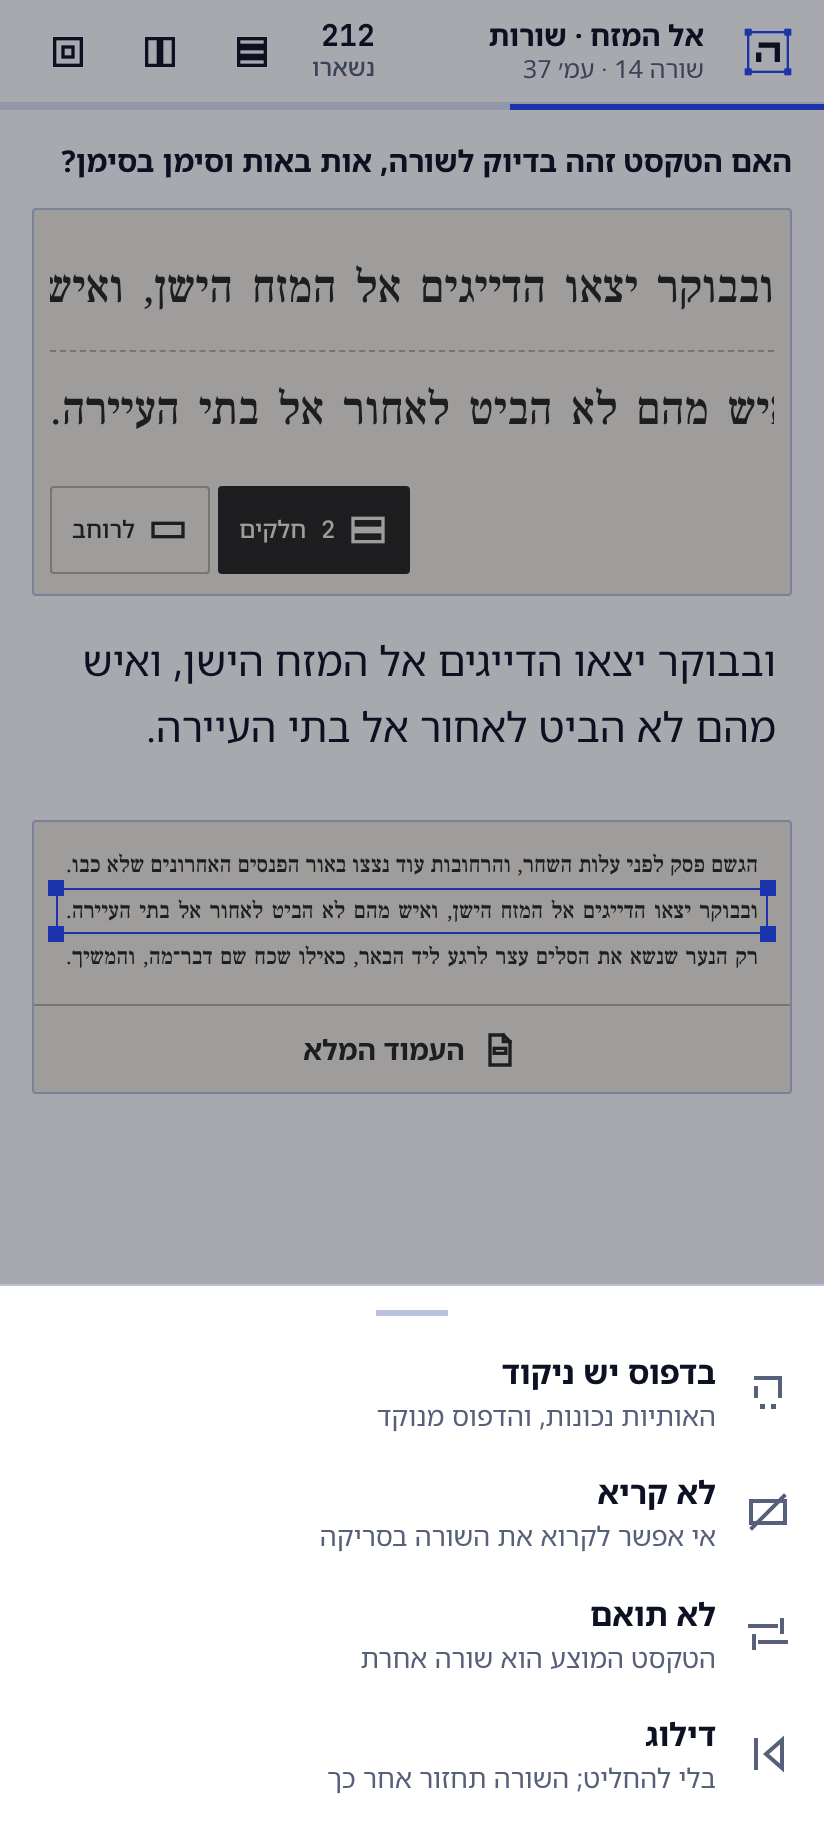 ה
אל המזח · שורות
שורה 14 · עמ׳ 37
212
נשארו
האם הטקסט זהה בדיוק לשורה, אות באות וסימן בסימן?
ובבוקר יצאו הדייגים אל המזח הישן, ואיש
איש מהם לא הביט לאחור אל בתי העיירה.
2 חלקים
לרוחב
ובבוקר יצאו הדייגים אל המזח הישן, ואיש
מהם לא הביט לאחור אל בתי העיירה.
הגשם פסק לפני עלות השחר, והרחובות עוד נצצו באור הפנסים האחרונים שלא כבו.
ובבוקר יצאו הדייגים אל המזח הישן, ואיש מהם לא הביט לאחור אל בתי העיירה.
רק הנער שנשא את הסלים עצר לרגע ליד הבאר, כאילו שכח שם דבר־מה, והמשיך.
העמוד המלא
בדפוס יש ניקוד
האותיות נכונות, והדפוס מנוקד
לא קריא
אי אפשר לקרוא את השורה בסריקה
לא תואם
הטקסט המוצע הוא שורה אחרת
דילוג
בלי להחליט; השורה תחזור אחר כך